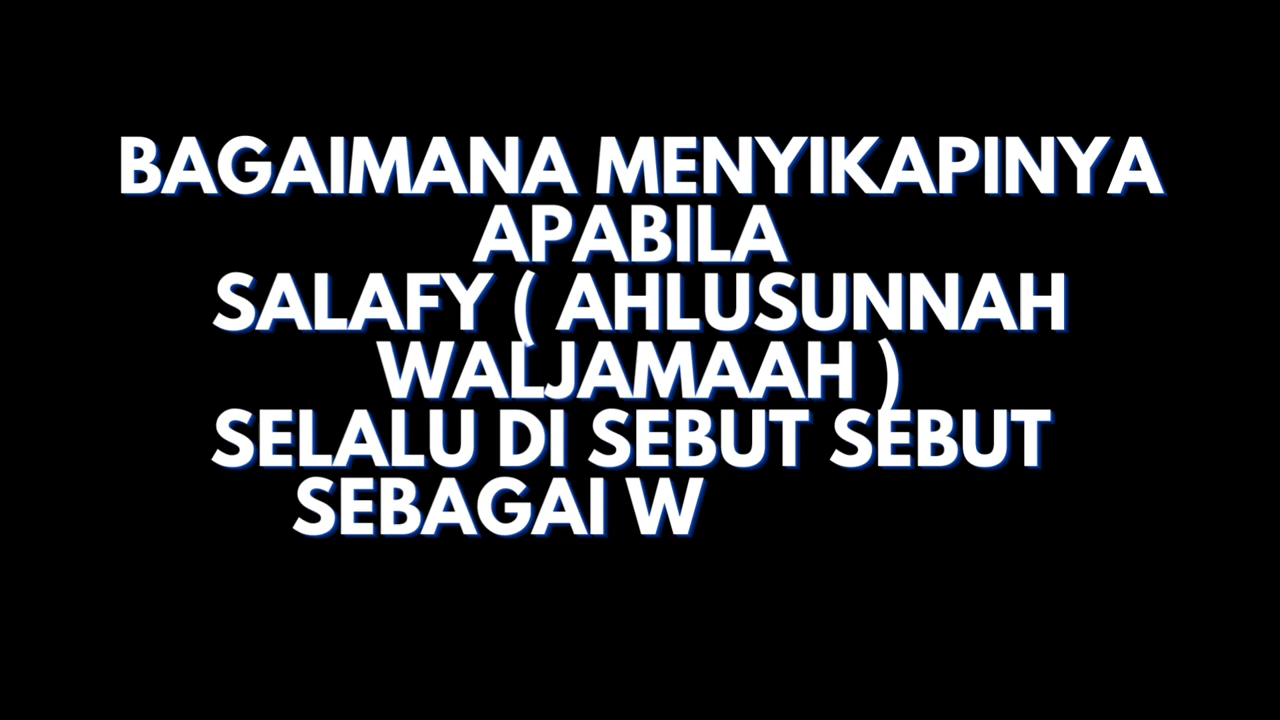 BAGAIMANA MENYIKAPINYA
APABILA
SALAFY ( AHLUSUNNAH
WALJAMAAH )
SELALU DI SEBUT SEBUT
SEBAGAI W